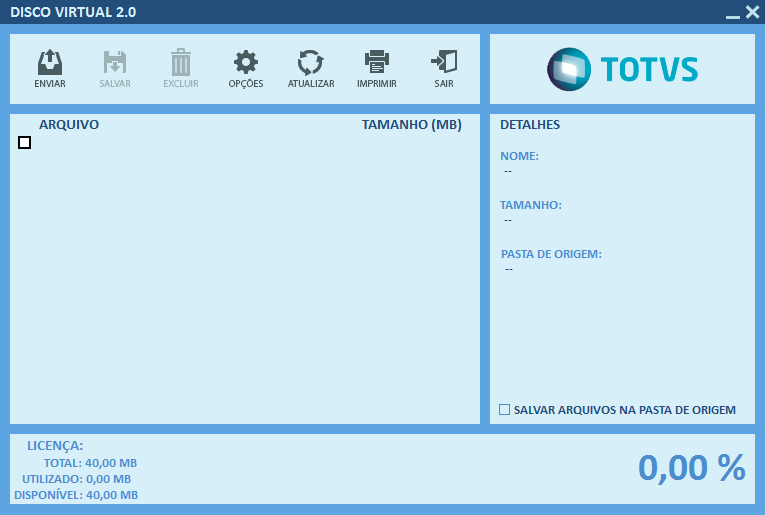 DISCO VIRTUAL 2.0
ENVIAR SALVAR EXCLUIR OPÇÕES ATUALIZAR IMPRIMIR SAIR
TOTVS
ARQUIVO TAMANHO (MB)
DETALHES
NOME:
--
TAMANHO:
--
PASTA DE ORIGEM:
--
SALVAR ARQUIVOS NA PASTA DE ORIGEM
LICENÇA:
TOTAL: 40,00 MB
UTILIZADO: 0,00 MB
DISPONÍVEL: 40,00 MB
0,00 %